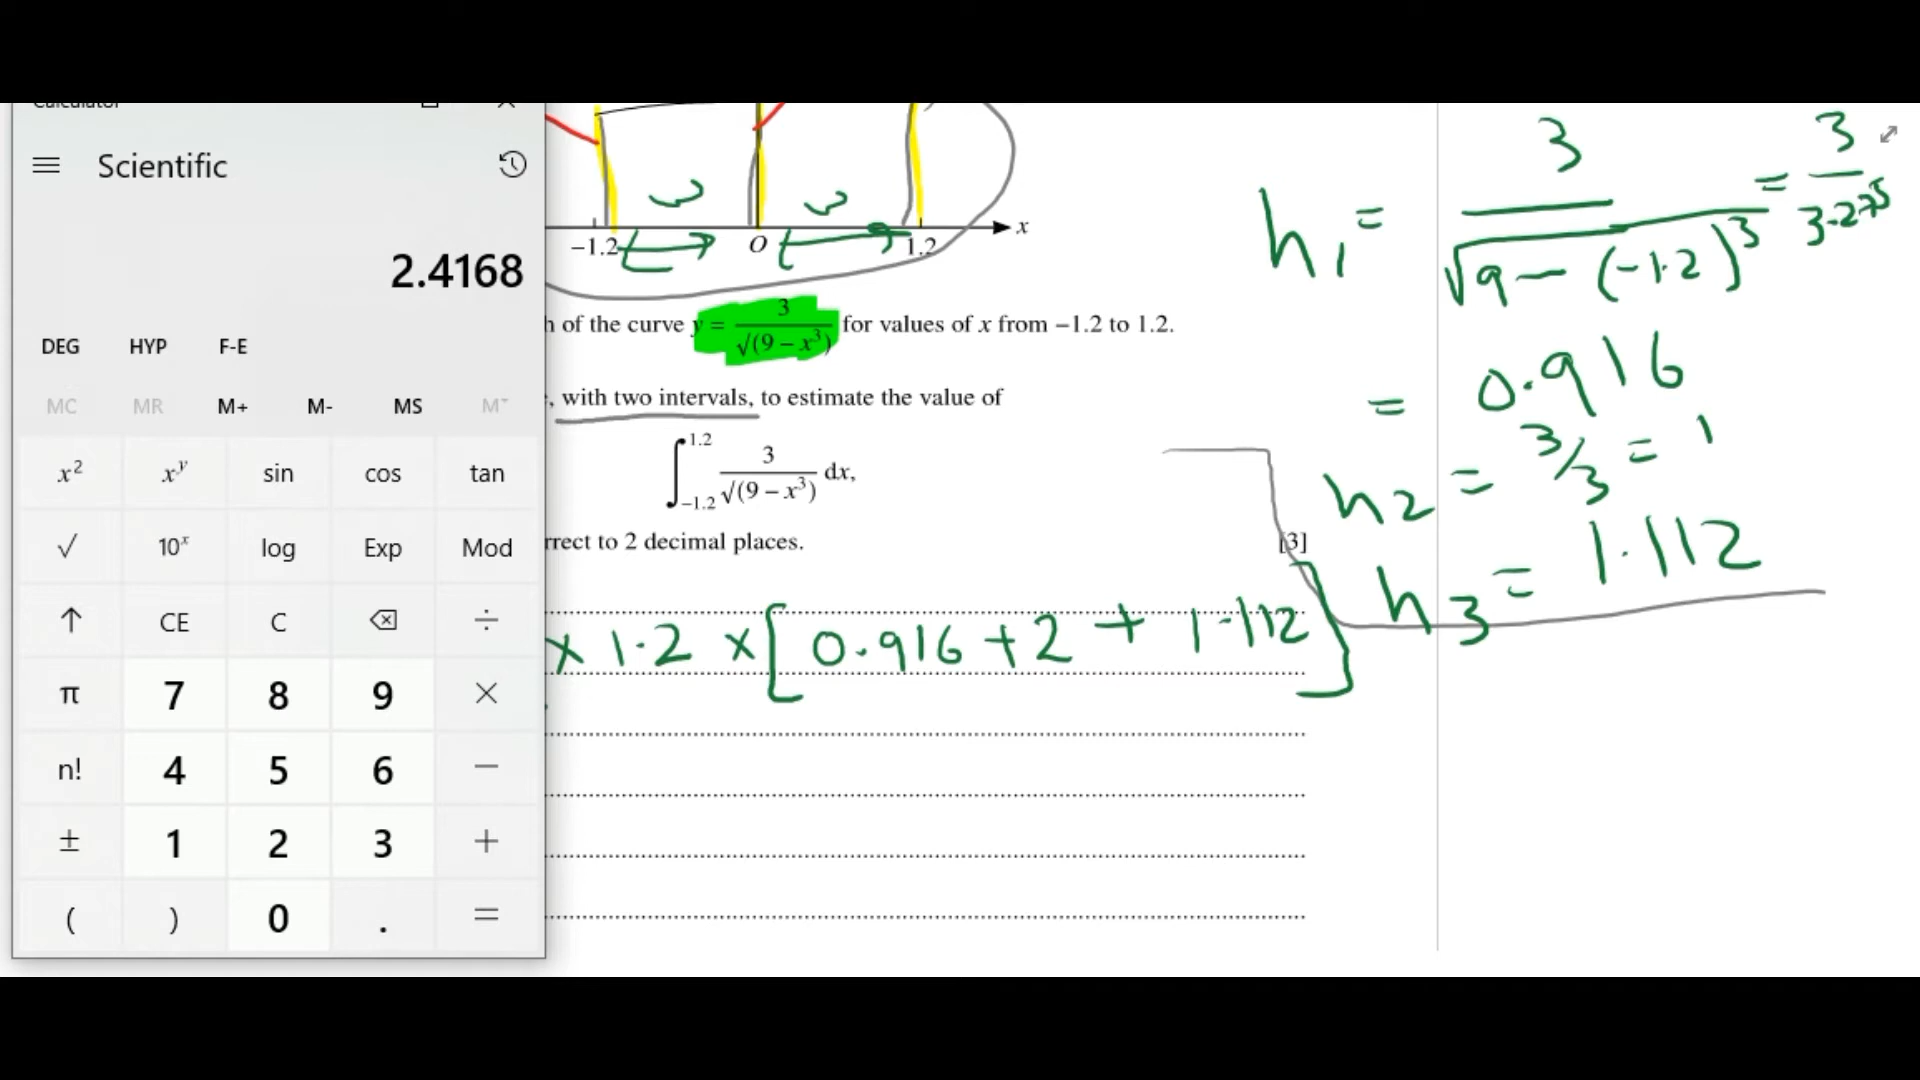 Calculator
Scientific
2.4168
DEG HYP F-E
MC MR M+ M- MS M˅
x² xʸ sin cos tan
√ 10ˣ log Exp Mod
↑ CE C ⌫ ÷
π 7 8 9 ×
n! 4 5 6 −
± 1 2 3 +
( ) 0 . =
−1.2 O 1.2 x
h of the curve y = 3/√(9 − x³) for values of x from −1.2 to 1.2.
, with two intervals, to estimate the value of
∫₋₁.₂^1.2 3/√(9 − x³) dx,
rrect to 2 decimal places. [3]
× 1.2 × [ 0.916 + 2 + 1.112 ]
h₁ = 3/√(9 − (−1.2)³) = 3/3.275
= 0.916
h2 = 3/3 = 1
h3 = 1.112